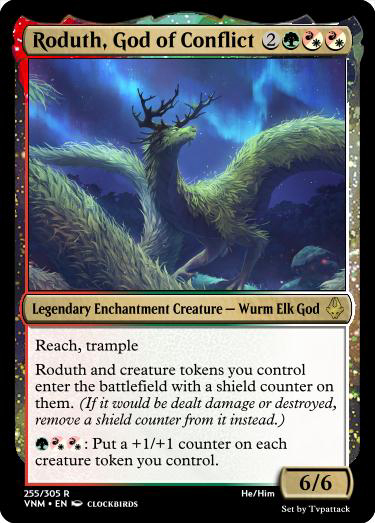 Roduth, God of Conflict 2
Legendary Enchantment Creature — Wurm Elk God
Reach, trample
Roduth and creature tokens you control
enter the battlefield with a shield counter on
them. (If it would be dealt damage or destroyed,
remove a shield counter from it instead.)
: Put a +1/+1 counter on each
creature token you control.
6/6
255/305 R
VNM • EN CLOCKBIRDS
He/Him
Set by Tvpattack